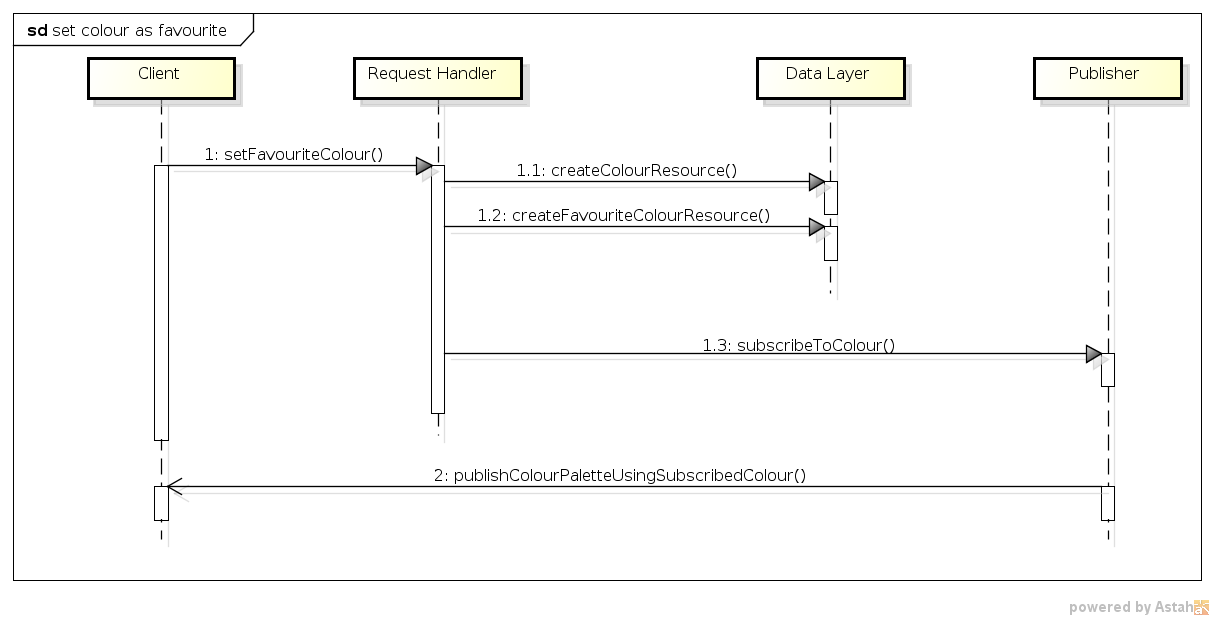 sd set colour as favourite
Client
Request Handler
Data Layer
Publisher
1: setFavouriteColour()
1.1: createColourResource()
1.2: createFavouriteColourResource()
1.3: subscribeToColour()
2: publishColourPaletteUsingSubscribedColour()
powered by Astah